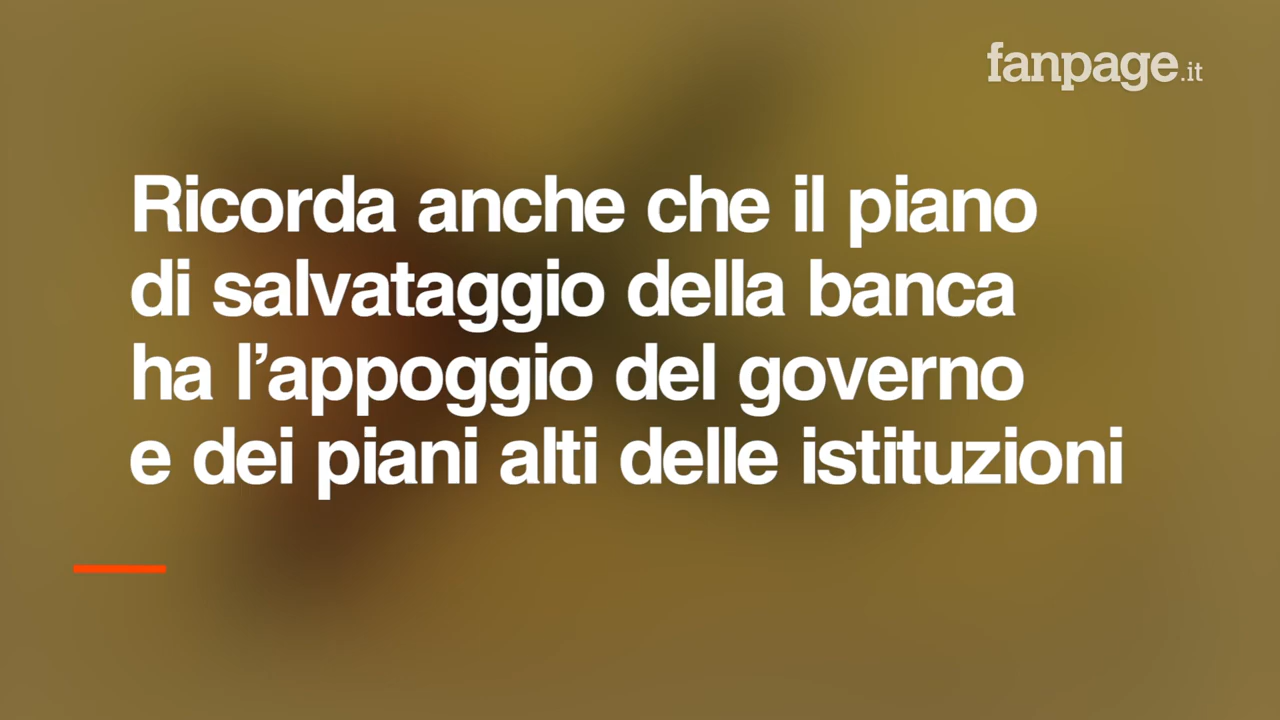 fanpage.it
Ricorda anche che il piano
di salvataggio della banca
ha l’appoggio del governo
e dei piani alti delle istituzioni